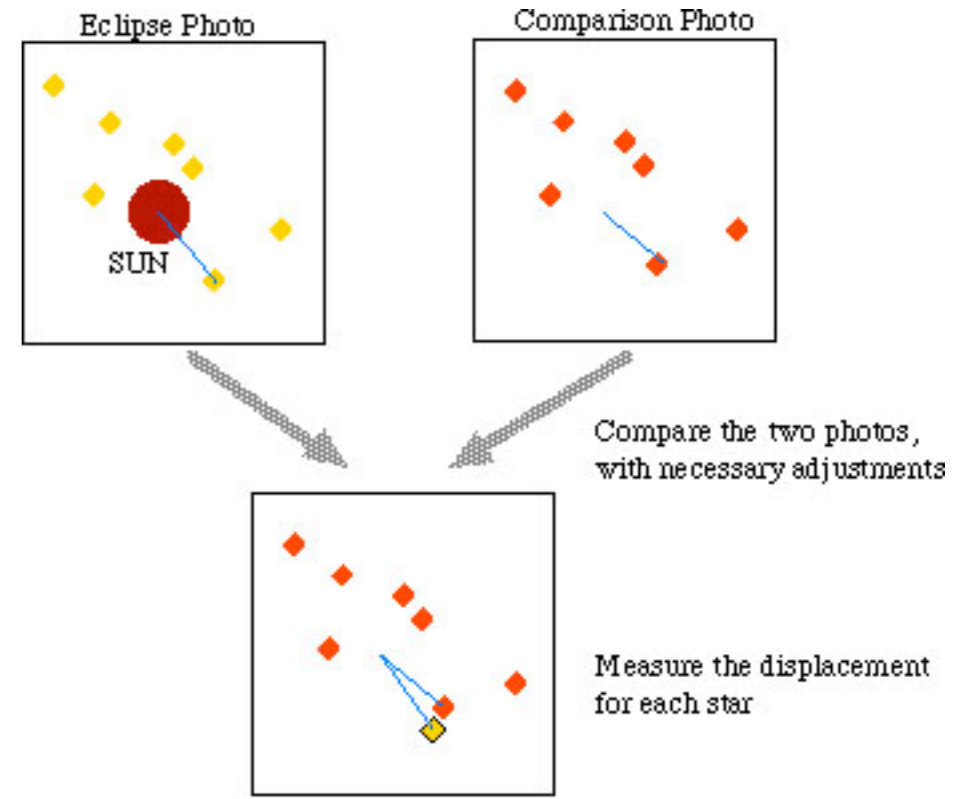 Eclipse Photo
Comparison Photo
SUN
Compare the two photos,
with necessary adjustments
Measure the displacement
for each star